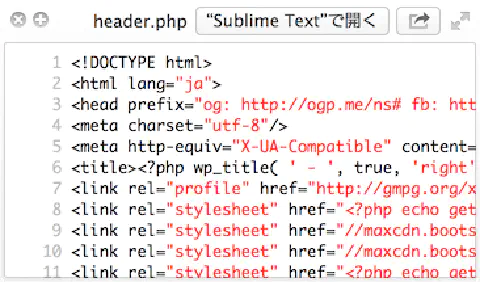 header.php "Sublime Text"で開く
1 <!DOCTYPE html>
2 <html lang="ja">
3 <head prefix="og: http://ogp.me/ns# fb: htt
4 <meta charset="utf-8"/>
5 <meta http-equiv="X-UA-Compatible" content=
6 <title><?php wp_title( ' - ', true, 'right'
7 <link rel="profile" href="http://gmpg.org/x
8 <link rel="stylesheet" href="<?php echo get
9 <link rel="stylesheet" href="//maxcdn.boots
10 <link rel="stylesheet" href="//maxcdn.boots
11 <link rel="stylesheet" href="<?php echo get